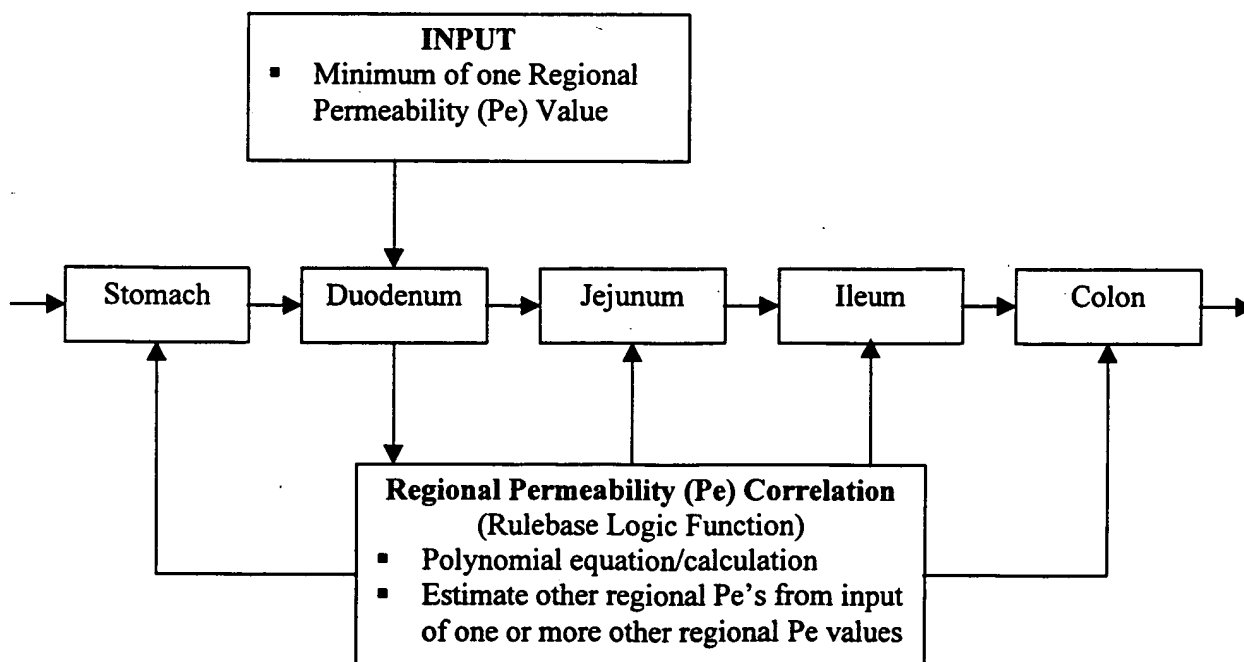 INPUT
▪ Minimum of one Regional
Permeability (Pe) Value
Stomach
Duodenum
Jejunum
Ileum
Colon
Regional Permeability (Pe) Correlation
(Rulebase Logic Function)
▪ Polynomial equation/calculation
▪ Estimate other regional Pe's from input
of one or more other regional Pe values